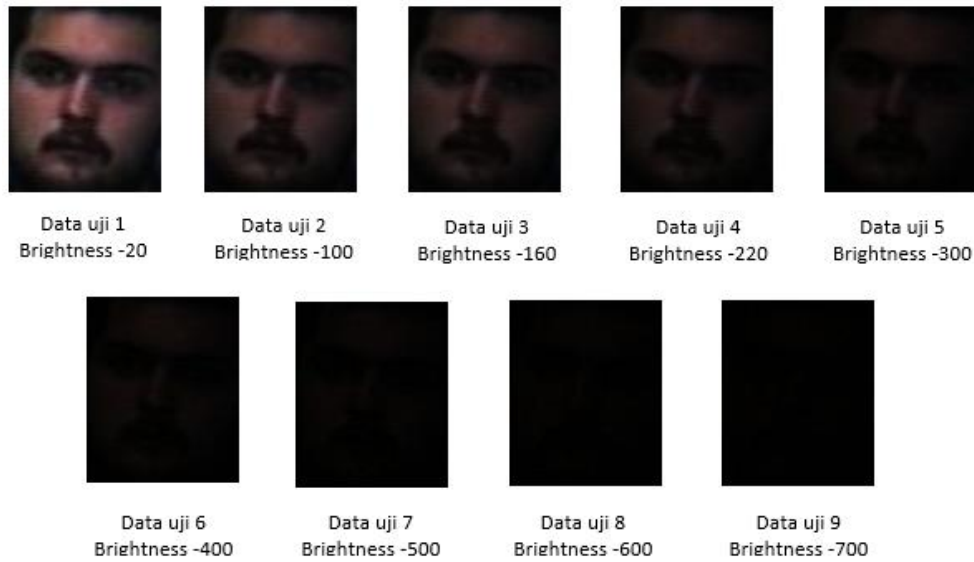 Data uji 1
Brightness -20
Data uji 2
Brightness -100
Data uji 3
Brightness -160
Data uji 4
Brightness -220
Data uji 5
Brightness -300
Data uji 6
Brightness -400
Data uji 7
Brightness -500
Data uji 8
Brightness -600
Data uji 9
Brightness -700